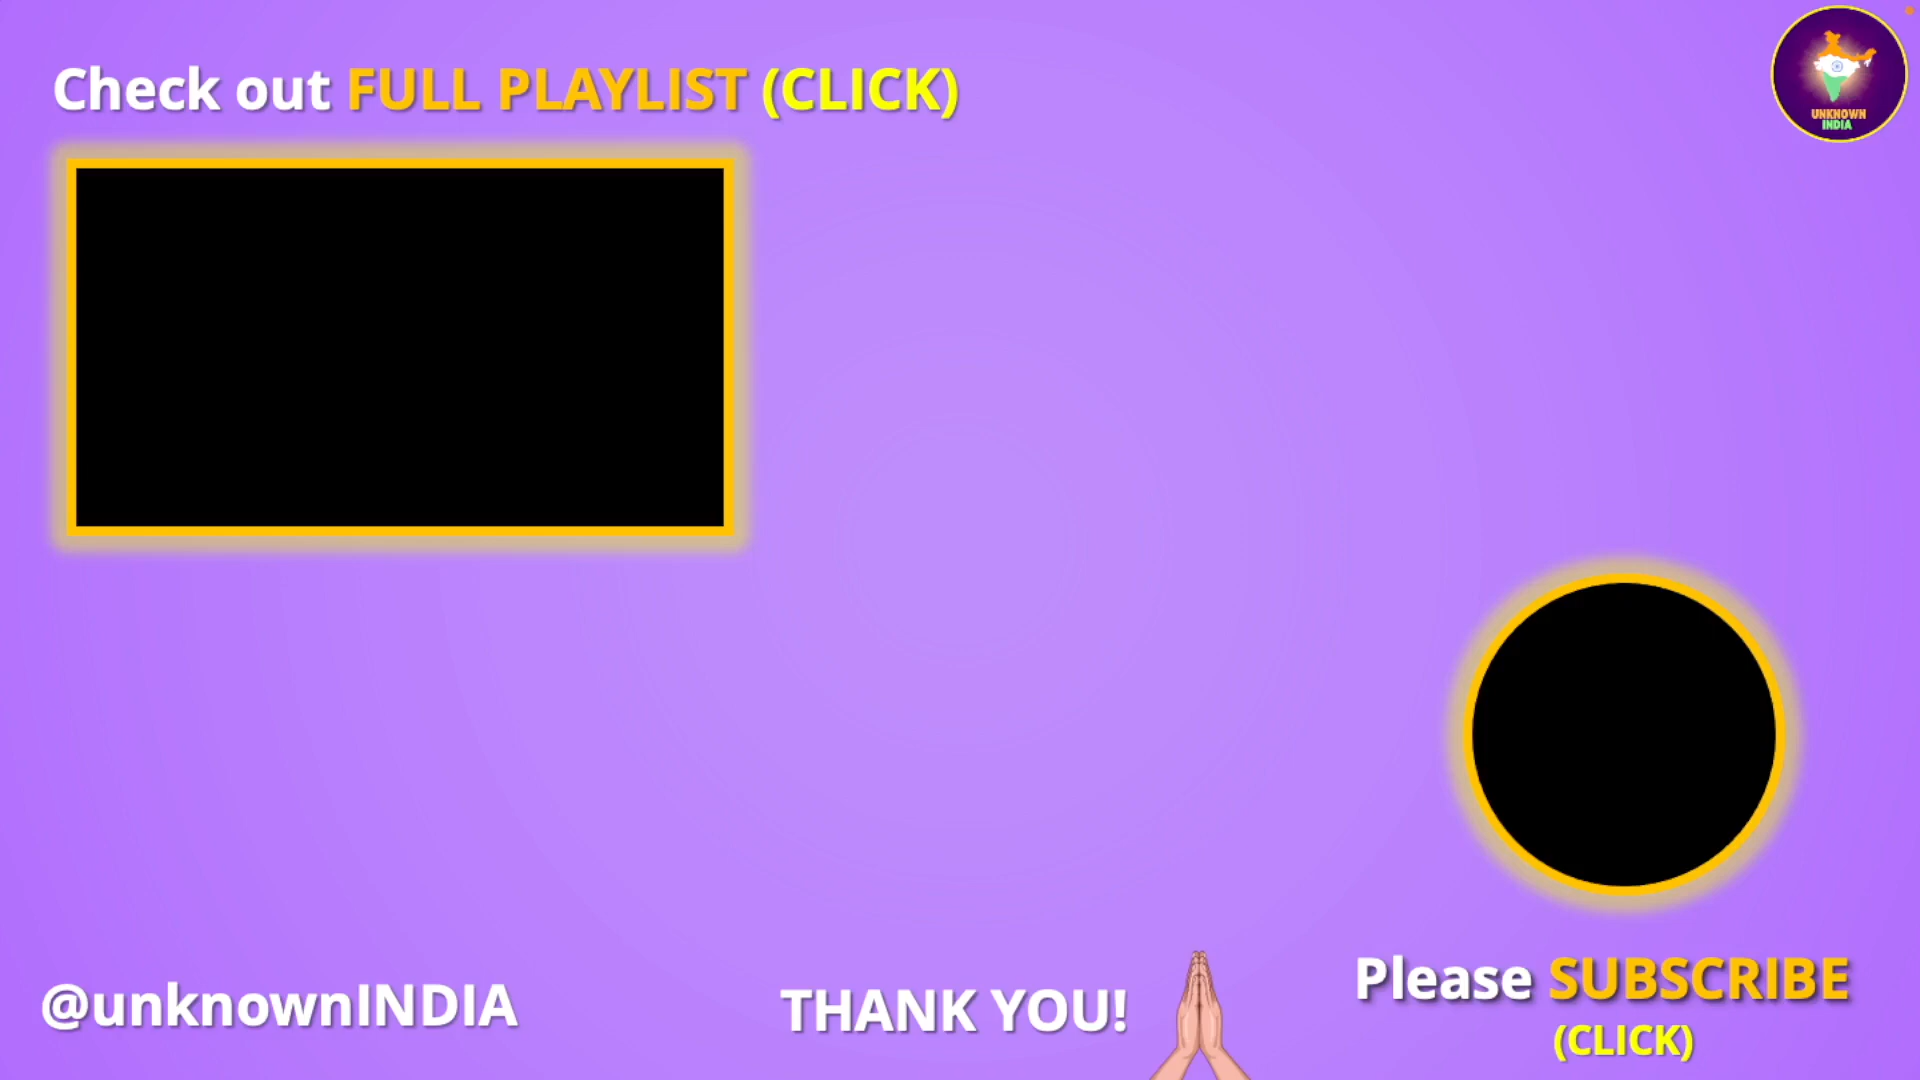 Check out FULL PLAYLIST (CLICK)
UNKNOWN
INDIA
@unknownINDIA
THANK YOU!
Please SUBSCRIBE
(CLICK)